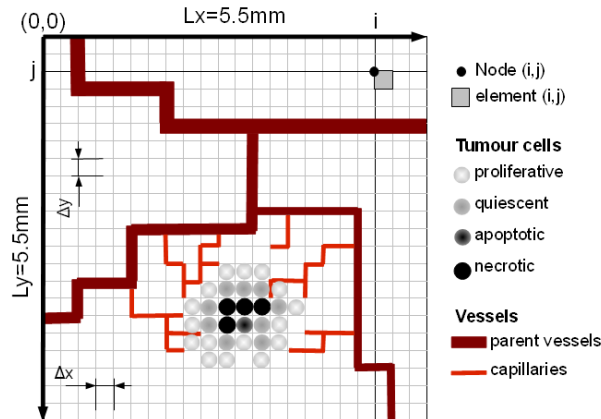 (0,0)
Lx=5.5mm
i
j
Node (i,j)
element (i,j)
Tumour cells
proliferative
quiescent
apoptotic
necrotic
Δy
Ly=5.5mm
Δx
Vessels
parent vessels
capillaries